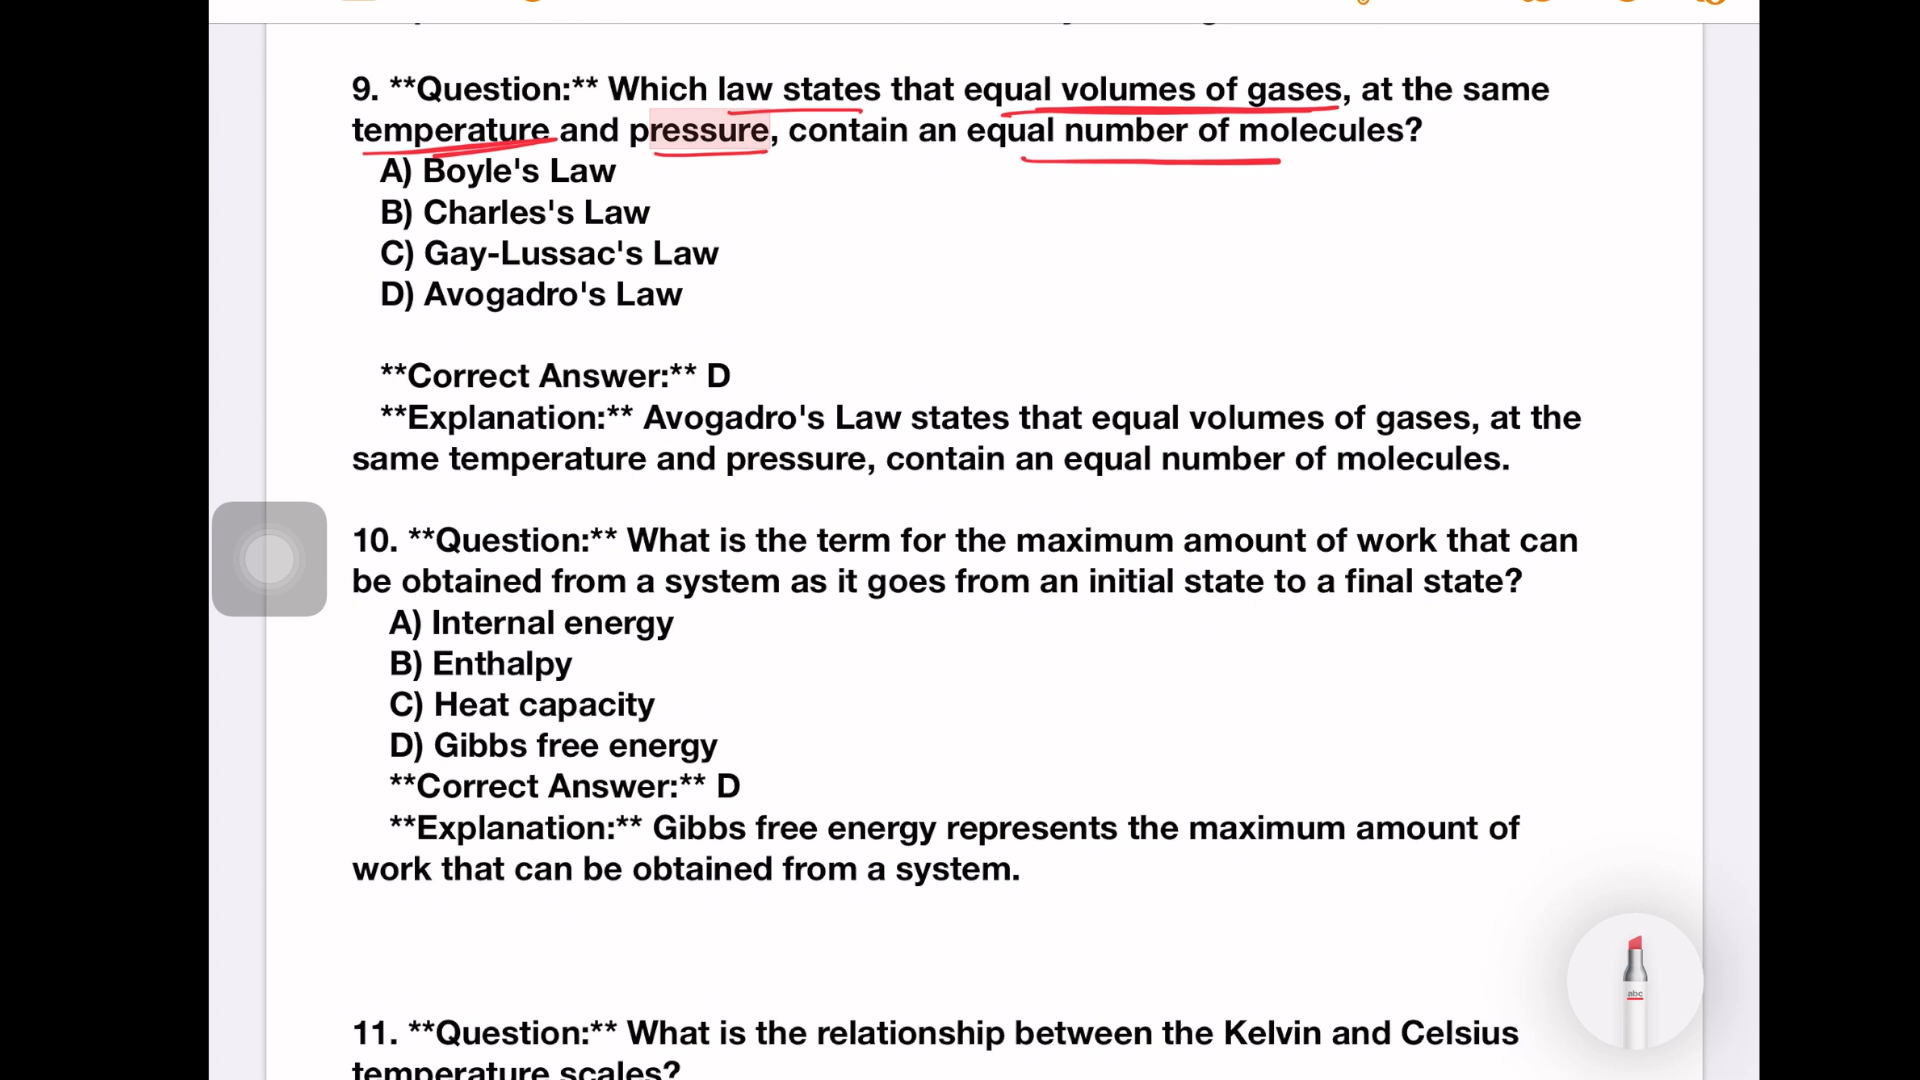 9. **Question:** Which law states that equal volumes of gases, at the same
temperature and pressure, contain an equal number of molecules?
A) Boyle's Law
B) Charles's Law
C) Gay-Lussac's Law
D) Avogadro's Law
**Correct Answer:** D
**Explanation:** Avogadro's Law states that equal volumes of gases, at the
same temperature and pressure, contain an equal number of molecules.
10. **Question:** What is the term for the maximum amount of work that can
be obtained from a system as it goes from an initial state to a final state?
A) Internal energy
B) Enthalpy
C) Heat capacity
D) Gibbs free energy
**Correct Answer:** D
**Explanation:** Gibbs free energy represents the maximum amount of
work that can be obtained from a system.
abc
11. **Question:** What is the relationship between the Kelvin and Celsius
temperature scales?